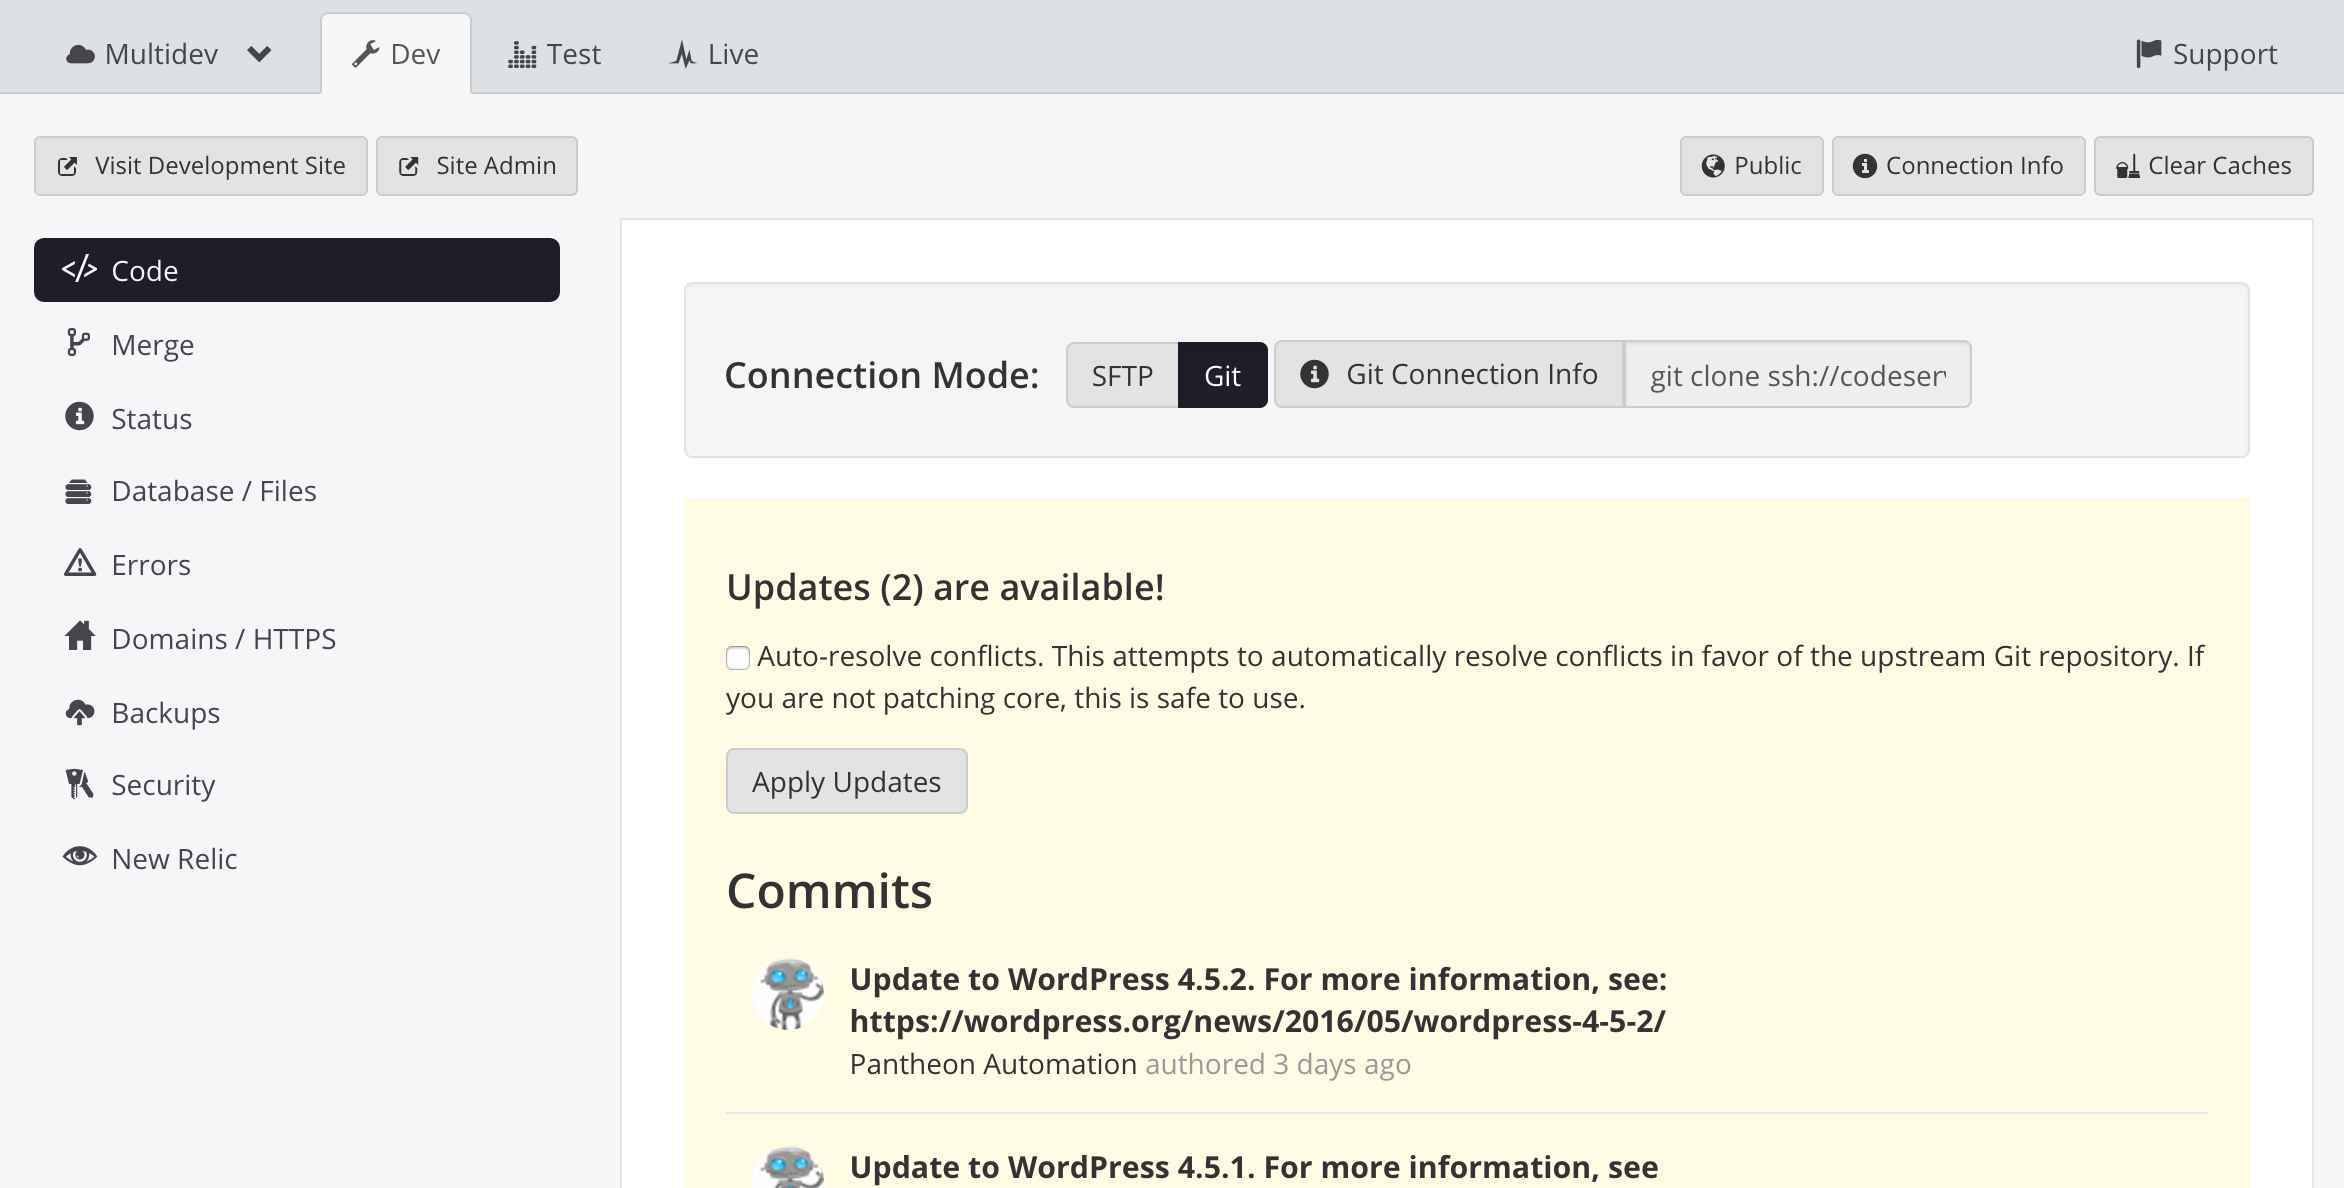 Multidev
Dev
Test
Live
Support
Visit Development Site
Site Admin
Public
Connection Info
Clear Caches
Code
Merge
Status
Database / Files
Errors
Domains / HTTPS
Backups
Security
New Relic
Connection Mode:
SFTP
Git
Git Connection Info
git clone ssh://codeser
Updates (2) are available!
Auto-resolve conflicts. This attempts to automatically resolve conflicts in favor of the upstream Git repository. If
you are not patching core, this is safe to use.
Apply Updates
Commits
Update to WordPress 4.5.2. For more information, see:
https://wordpress.org/news/2016/05/wordpress-4-5-2/
Pantheon Automation authored 3 days ago
Update to WordPress 4.5.1. For more information, see